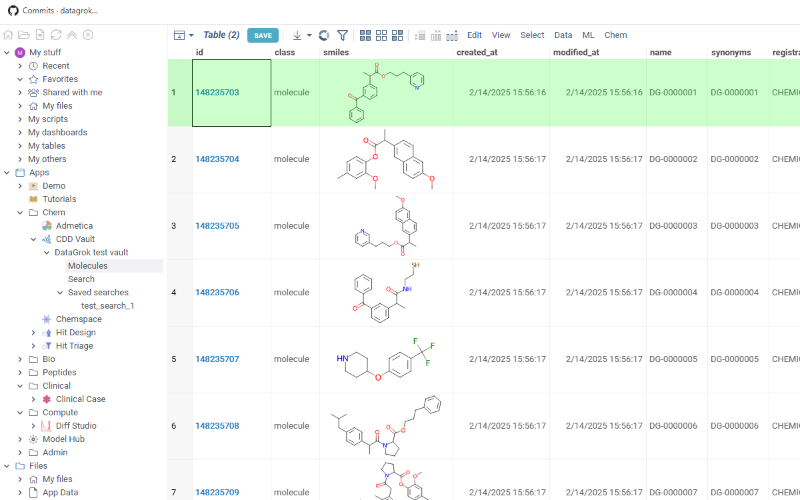 Commits · datagrok...
Table (2) SAVE Edit View Select Data ML Chem
My stuff
Recent
Favorites
Shared with me
My files
My scripts
My dashboards
My tables
My others
Apps
Demo
Tutorials
Chem
Admetica
CDD Vault
DataGrok test vault
Molecules
Search
Saved searches
test_search_1
Chemspace
Hit Design
Hit Triage
Bio
Peptides
Clinical
Clinical Case
Compute
Diff Studio
Model Hub
Admin
Files
My files
App Data
id class smiles created_at modified_at name synonyms registra
1 148235703 molecule 2/14/2025 15:56:16 2/14/2025 15:56:16 DG-0000001 DG-0000001 CHEMIC
2 148235704 molecule 2/14/2025 15:56:17 2/14/2025 15:56:17 DG-0000002 DG-0000002 CHEMIC
3 148235705 molecule 2/14/2025 15:56:17 2/14/2025 15:56:17 DG-0000003 DG-0000003 CHEMIC
4 148235706 molecule 2/14/2025 15:56:17 2/14/2025 15:56:17 DG-0000004 DG-0000004 CHEMIC
5 148235707 molecule 2/14/2025 15:56:17 2/14/2025 15:56:17 DG-0000005 DG-0000005 CHEMIC
6 148235708 molecule 2/14/2025 15:56:17 2/14/2025 15:56:17 DG-0000006 DG-0000006 CHEMIC
7 148235709 molecule 2/14/2025 15:56:17 2/14/2025 15:56:17 DG-0000007 DG-0000007 CHEMIC